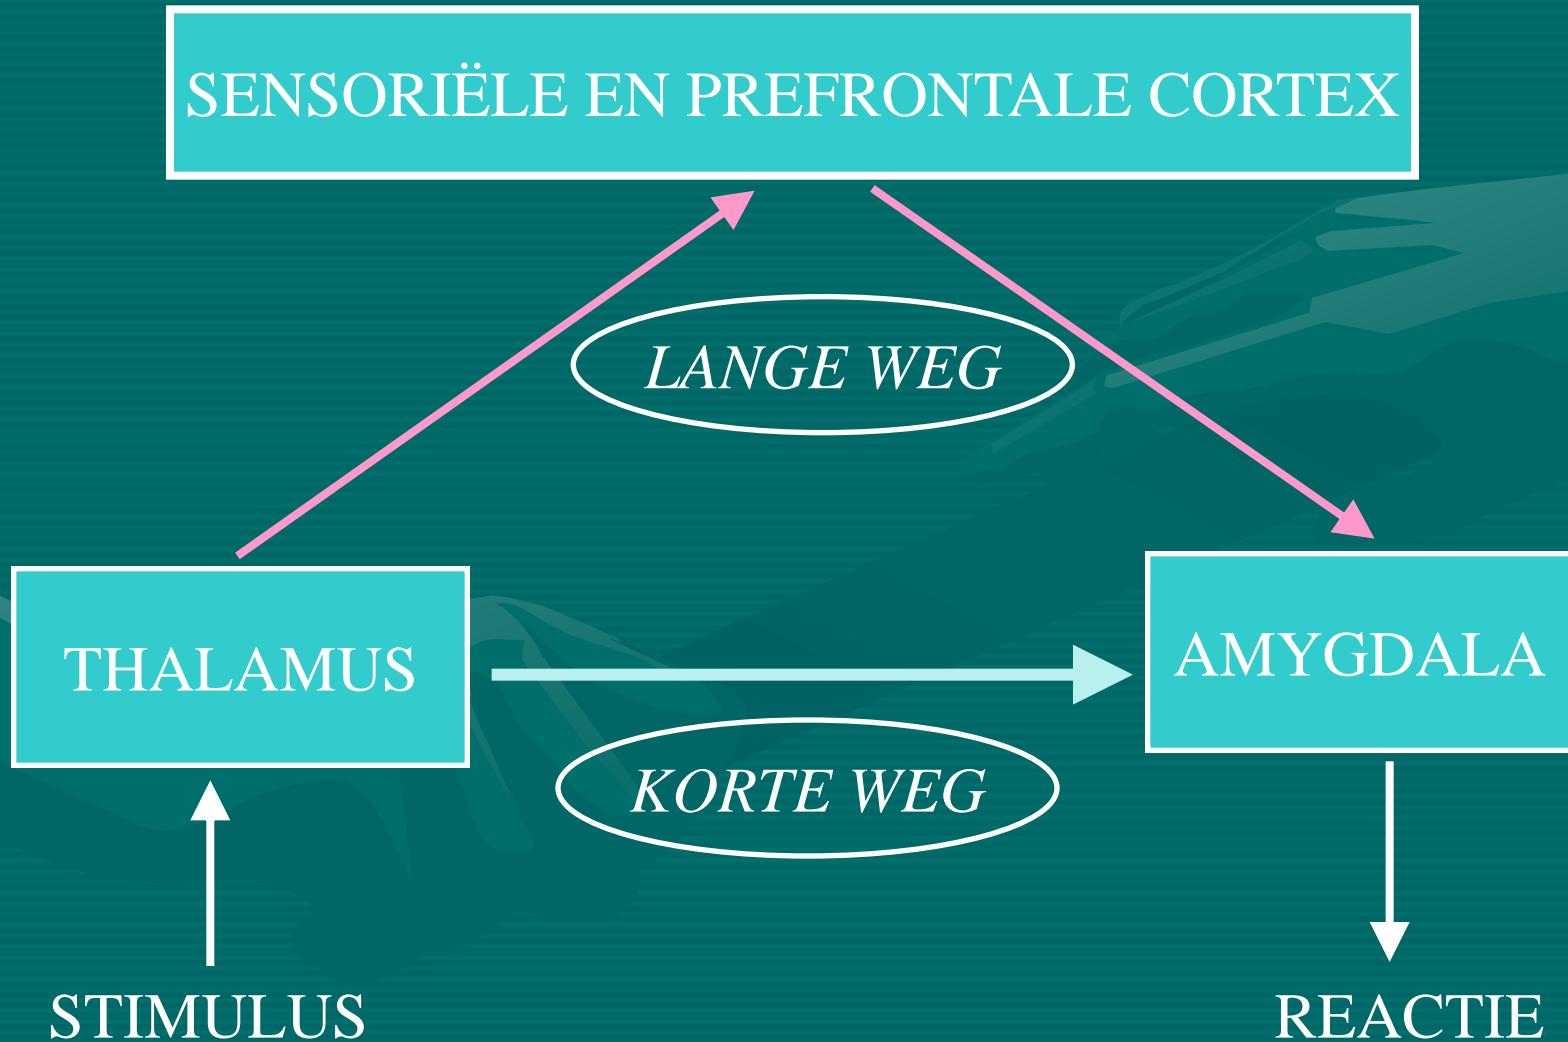 SENSORIËLE EN PREFRONTALE CORTEX
LANGE WEG
THALAMUS
AMYGDALA
KORTE WEG
STIMULUS
REACTIE